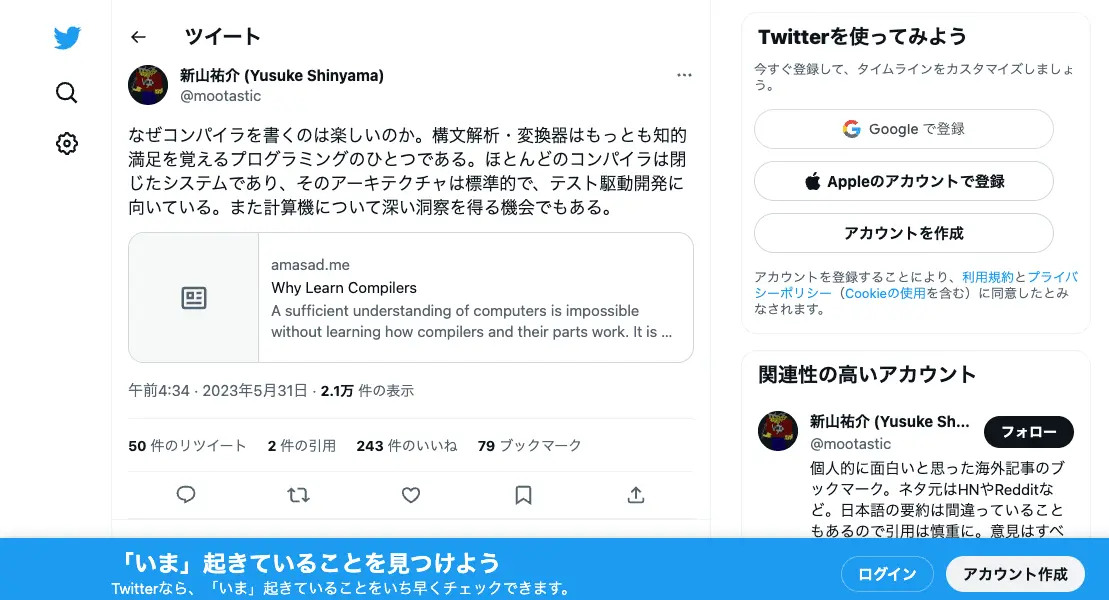 ツイート
新山祐介 (Yusuke Shinyama)
@mootastic
なぜコンパイラを書くのは楽しいのか。構文解析・変換器はもっとも知的
満足を覚えるプログラミングのひとつである。ほとんどのコンパイラは閉
じたシステムであり、そのアーキテクチャは標準的で、テスト駆動開発に
向いている。また計算機について深い洞察を得る機会でもある。
amasad.me
Why Learn Compilers
A sufficient understanding of computers is impossible
without learning how compilers and their parts work. It is ...
午前4:34 · 2023年5月31日 · 2.1万 件の表示
50 件のリツイート 2 件の引用 243 件のいいね 79 ブックマーク
Twitterを使ってみよう
今すぐ登録して、タイムラインをカスタマイズしましょ
う。
Google で登録
Appleのアカウントで登録
アカウントを作成
アカウントを登録することにより、利用規約とプライバ
シーポリシー（Cookieの使用を含む）に同意したとみ
なされます。
関連性の高いアカウント
新山祐介 (Yusuke Sh...
@mootastic
フォロー
個人的に面白いと思った海外記事のブ
ックマーク。ネタ元はHNやRedditな
ど。日本語の要約は間違っていること
もあるので引用は慎重に。意見はすべ
「いま」起きていることを見つけよう
Twitterなら、「いま」起きていることをいち早くチェックできます。
ログイン
アカウント作成